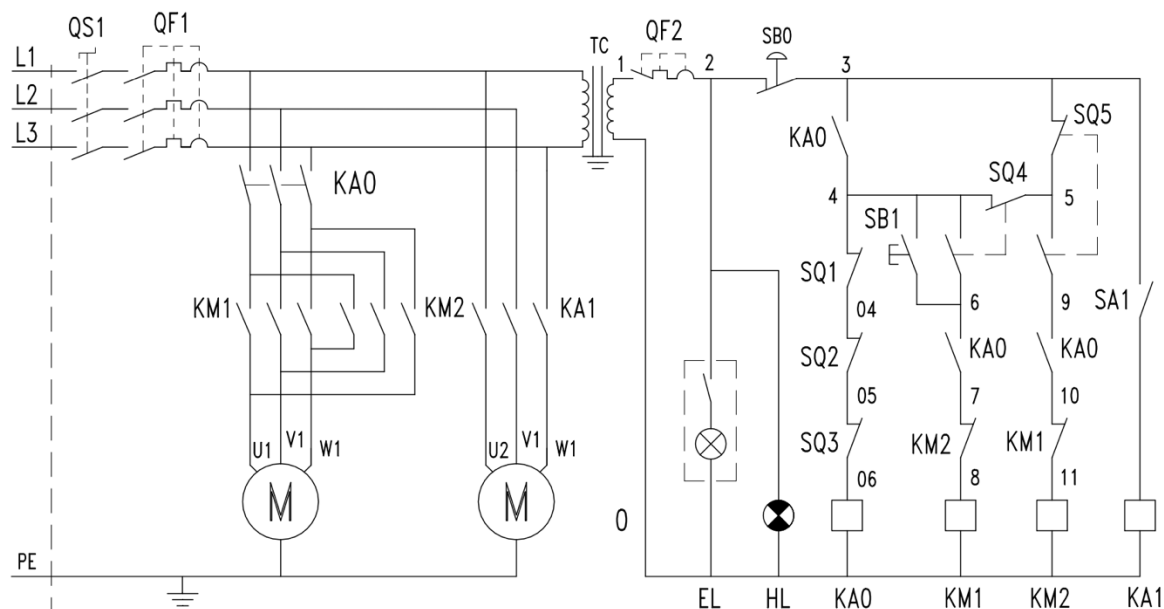 QS1 QF1 TC 1 QF2 2 SB0 3
L1
L2
L3
KA0 SQ5
KA0 SQ4
4 5
SB1
SQ1
KM1 KM2 KA1 04 6 9 SA1
SQ2 KA0 KA0
05 7 10
U1 V1 W1 U2 V1 W1 SQ3 KM2 KM1
06 8 11
M M
0
PE
EL HL KA0 KM1 KM2 KA1